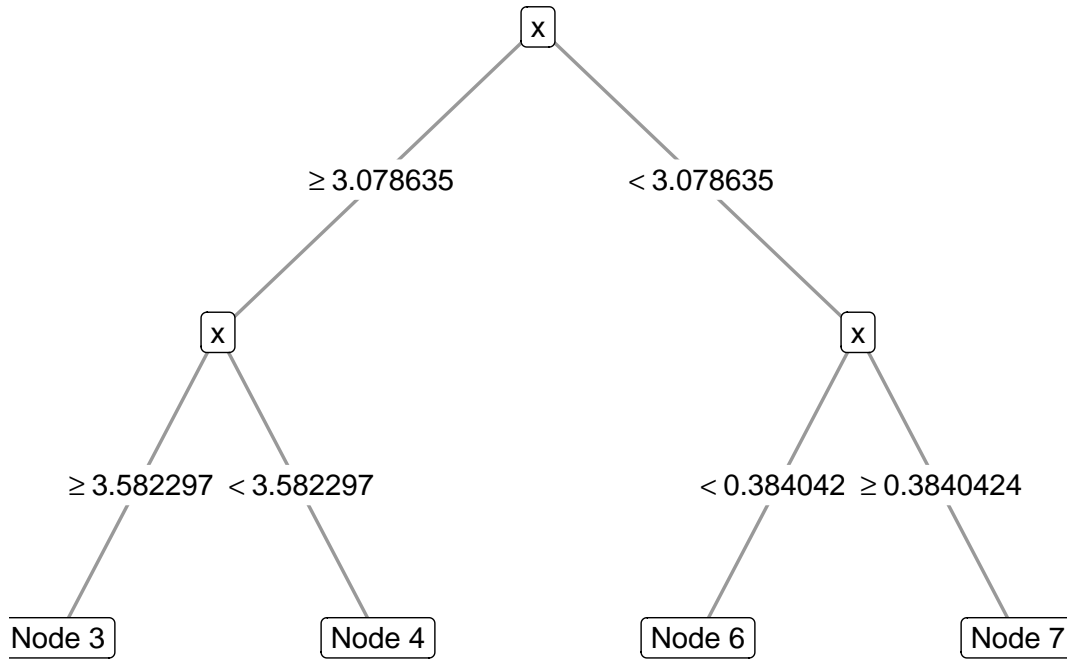 x
≥ 3.078635
< 3.078635
x
x
≥ 3.582297
< 3.582297
< 0.384042
≥ 0.3840424
Node 3
Node 4
Node 6
Node 7